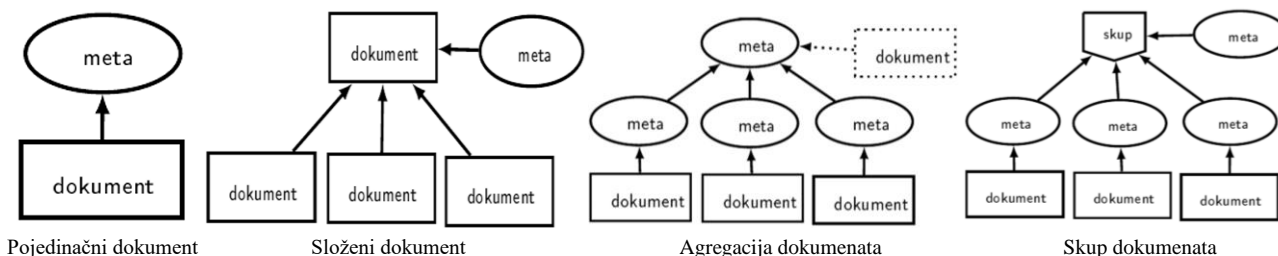 meta
dokument
Pojedinačni dokument
dokument
meta
dokument
dokument
dokument
Složeni dokument
meta
dokument
meta
meta
meta
dokument
dokument
dokument
Agregacija dokumenata
skup
meta
meta
meta
meta
dokument
dokument
dokument
Skup dokumenata